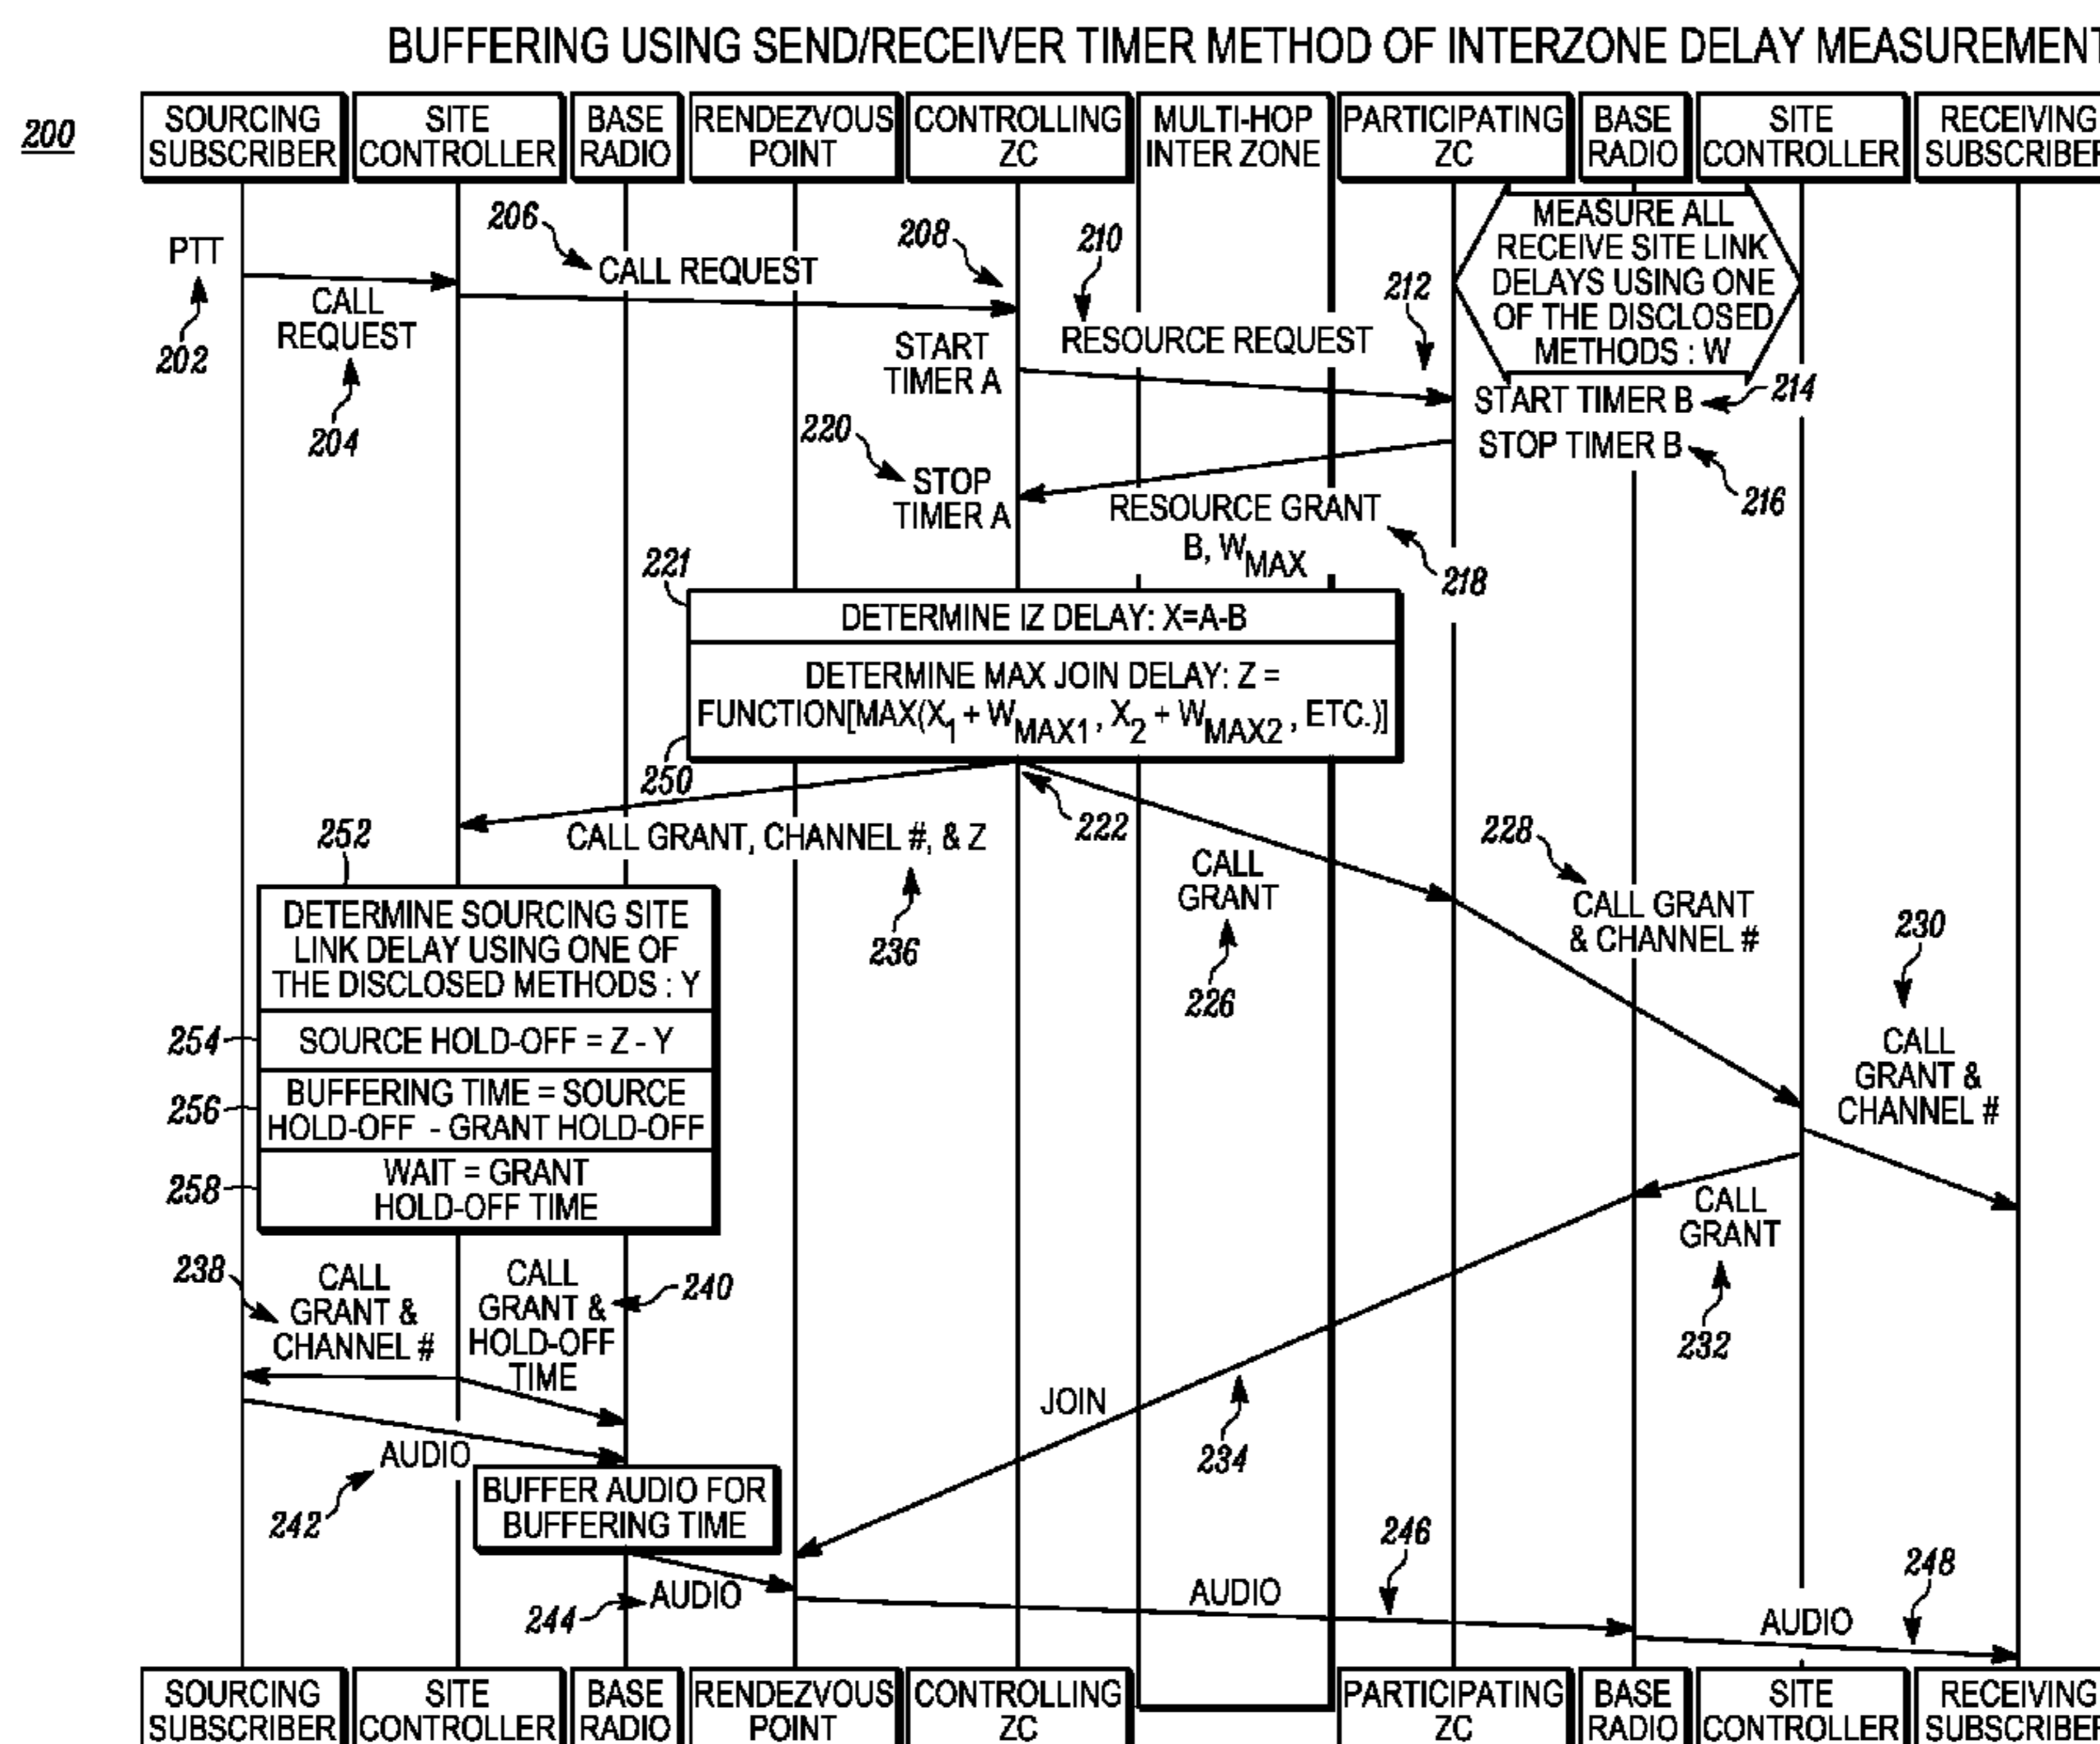 BUFFERING USING SEND/RECEIVER TIMER METHOD OF INTERZONE DELAY MEASUREMENT
200
SOURCING
SUBSCRIBER
SITE
CONTROLLER
BASE
RADIO
RENDEZVOUS
POINT
CONTROLLING
ZC
MULTI-HOP
INTER ZONE
PARTICIPATING
ZC
BASE
RADIO
SITE
CONTROLLER
RECEIVING
SUBSCRIBER
MEASURE ALL
RECEIVE SITE LINK
DELAYS USING ONE
OF THE DISCLOSED
METHODS : W
PTT
202
CALL
REQUEST
204
206
CALL REQUEST
208
START
TIMER A
210
RESOURCE REQUEST
212
START TIMER B
214
STOP TIMER B
216
220
STOP
TIMER A
RESOURCE GRANT
B, WMAX
218
221
DETERMINE IZ DELAY: X=A-B
DETERMINE MAX JOIN DELAY: Z =
FUNCTION[MAX(X1 + WMAX1, X2 + WMAX2, ETC.)]
250
222
CALL GRANT, CHANNEL #, & Z
236
CALL
GRANT
226
228
CALL GRANT
& CHANNEL #
230
CALL
GRANT &
CHANNEL #
252
DETERMINE SOURCING SITE
LINK DELAY USING ONE OF
THE DISCLOSED METHODS : Y
254
SOURCE HOLD-OFF = Z - Y
256
BUFFERING TIME = SOURCE
HOLD-OFF - GRANT HOLD-OFF
258
WAIT = GRANT
HOLD-OFF TIME
CALL
GRANT
232
238
CALL
GRANT &
CHANNEL #
CALL
GRANT &
HOLD-OFF
TIME
240
JOIN
234
AUDIO
242
BUFFER AUDIO FOR
BUFFERING TIME
244
AUDIO
AUDIO
246
AUDIO
248
SOURCING
SUBSCRIBER
SITE
CONTROLLER
BASE
RADIO
RENDEZVOUS
POINT
CONTROLLING
ZC
PARTICIPATING
ZC
BASE
RADIO
SITE
CONTROLLER
RECEIVING
SUBSCRIBER